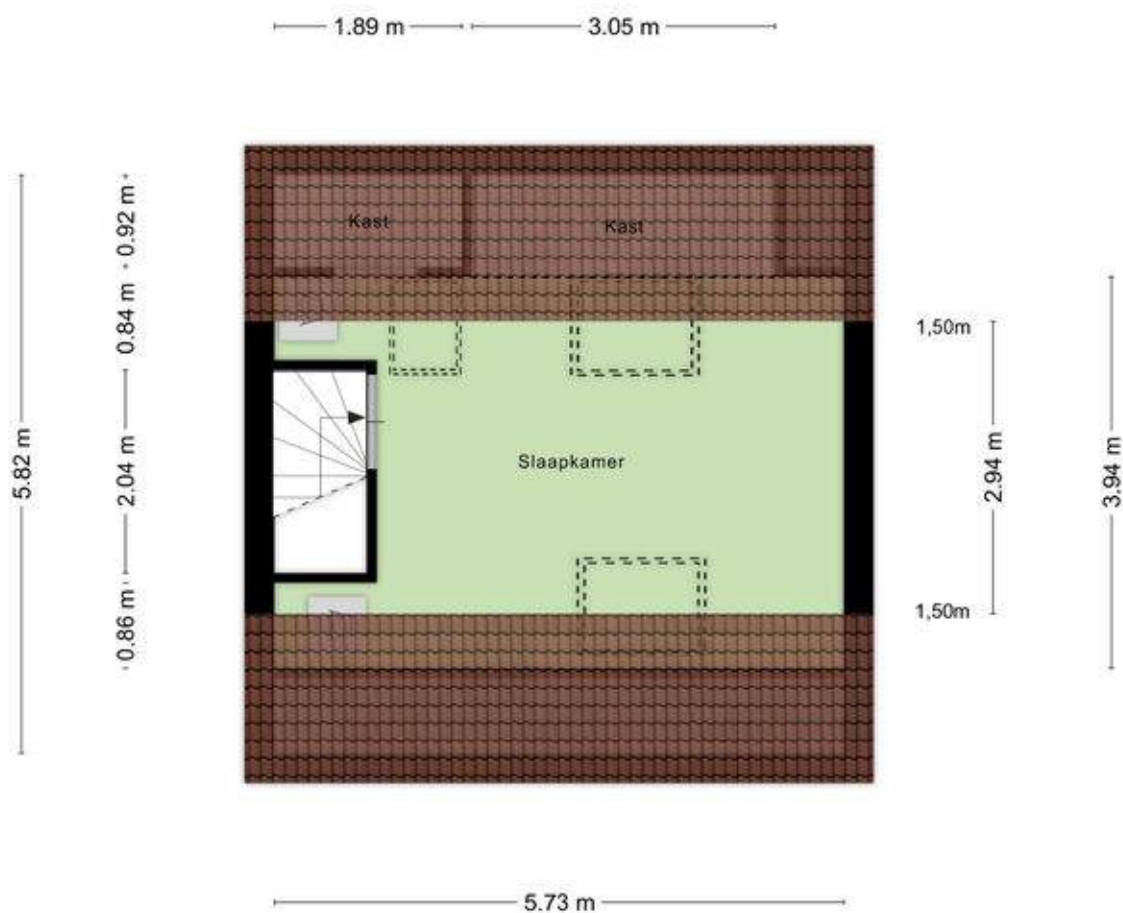 1.89 m
3.05 m
0.92 m
0.84 m
2.04 m
0.86 m
5.82 m
Kast
Kast
Slaapkamer
1,50m
2.94 m
3.94 m
1,50m
5.73 m